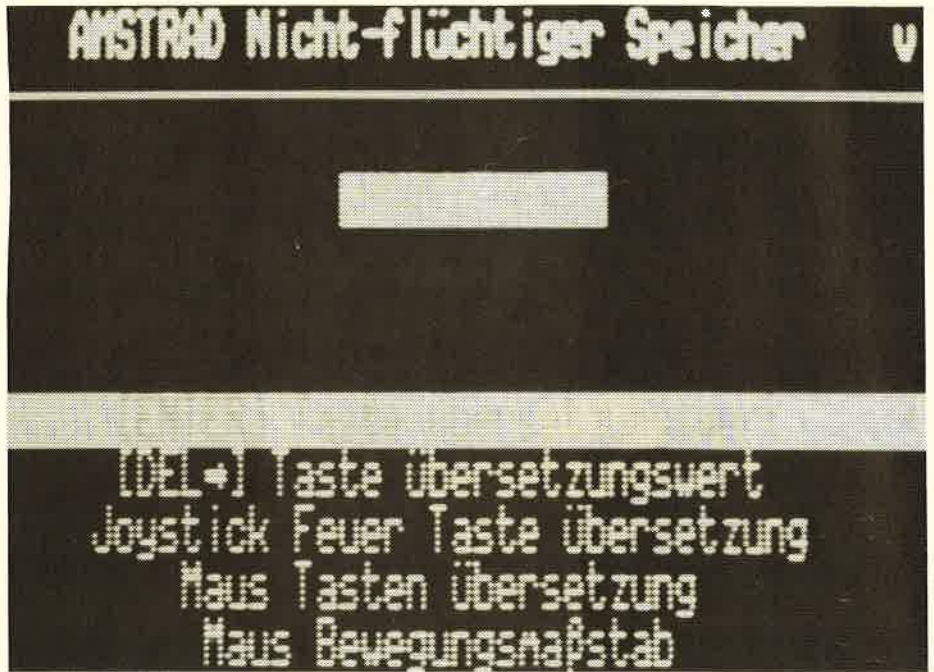 AMSTRAD Nicht-flüchtiger Speicher V
[DEL→] Taste Übersetzungswert
Joystick Feuer Taste Übersetzung
Maus Tasten Übersetzung
Maus Bewegungsmaßstab